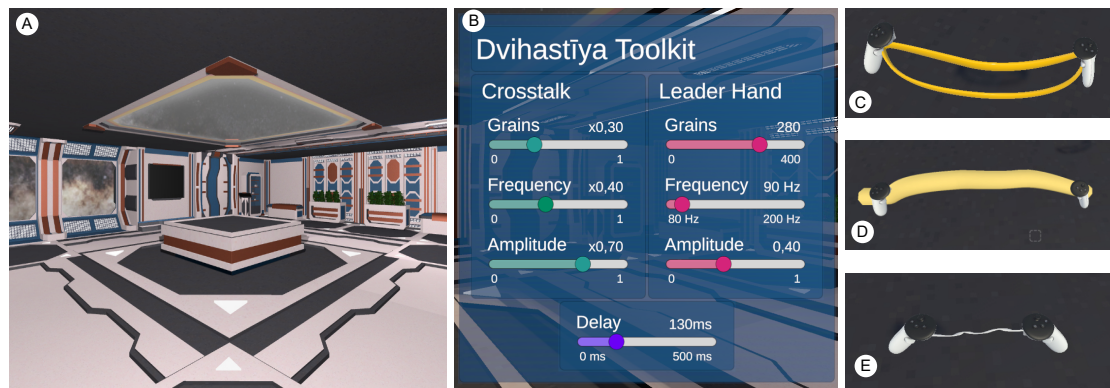 A
B
Dvihastīya Toolkit
Crosstalk
Grains x0,30
0 1
Frequency x0,40
0 1
Amplitude x0,70
0 1
Leader Hand
Grains 280
0 400
Frequency 90 Hz
80 Hz 200 Hz
Amplitude 0,40
0 1
Delay 130ms
0 ms 500 ms
C
D
E